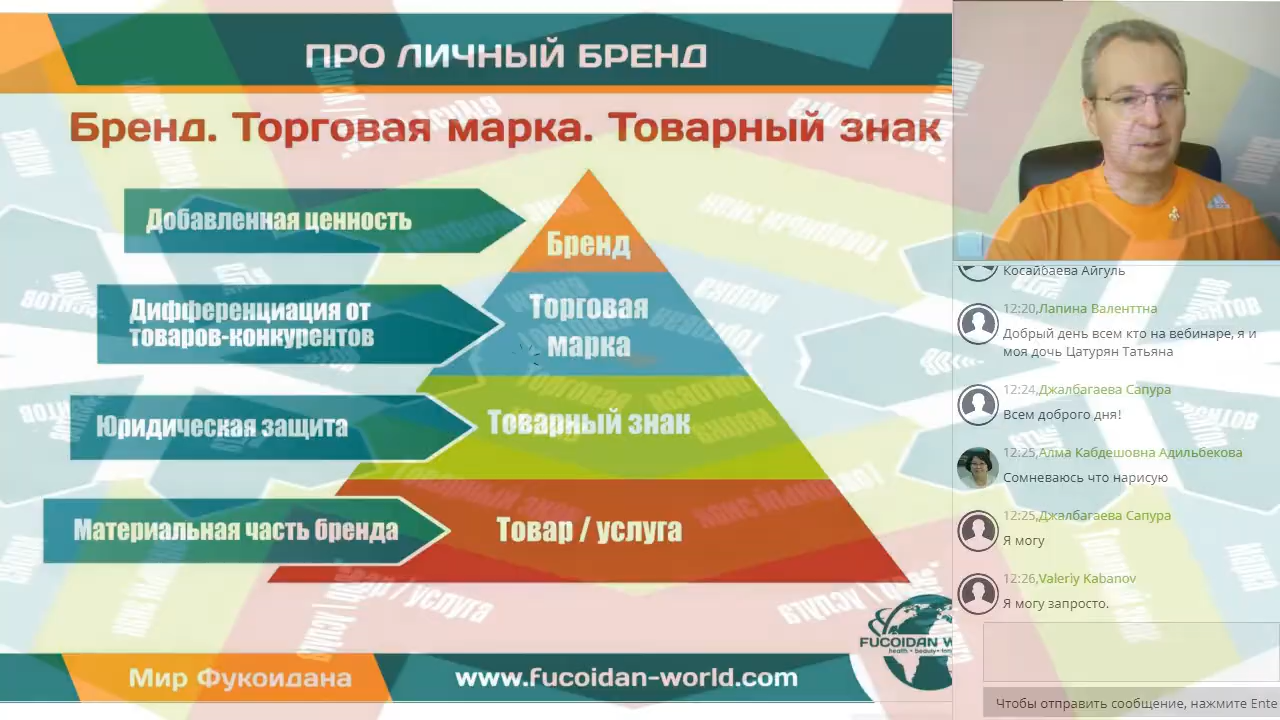 ПРО ЛИЧНЫЙ БРЕНД
Бренд. Торговая марка. Товарный знак
Добавленная ценность
Бренд
Дифференциация от
товаров-конкурентов
Торговая
марка
Юридическая защита
Товарный знак
Материальная часть бренда
Товар / услуга
FUCOIDAN W
Мир Фукоидана
www.fucoidan-world.com
Косайбаева Айгуль
12:20,Лапина Валенттна
Добрый день всем кто на вебинаре, я и
моя дочь Цатурян Татьяна
12:24,Джалбагаева Сапура
Всем доброго дня!
12:25,Алма Кабдешовна Адильбекова
Сомневаюсь что нарисую
12:25,Джалбагаева Сапура
Я могу
12:26,Valeriy Kabanov
Я могу запросто.
Чтобы отправить сообщение, нажмите Ente